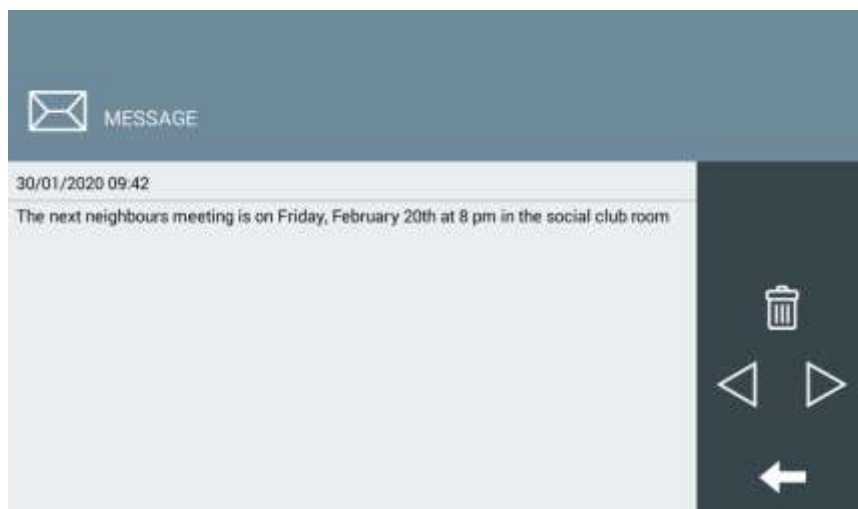 MESSAGE
30/01/2020 09:42
The next neighbours meeting is on Friday, February 20th at 8 pm in the social club room